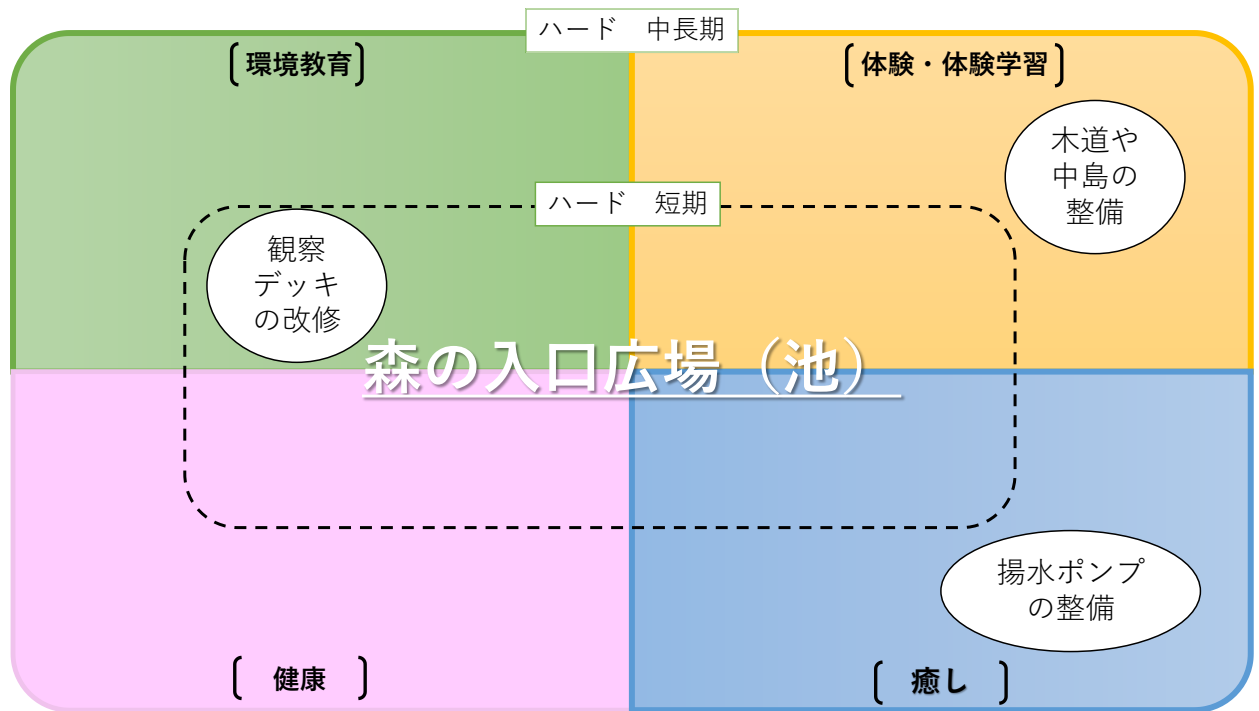 ハード　中長期
〔環境教育〕
〔体験・体験学習〕
木道や
中島の
整備
ハード　短期
観察
デッキ
の改修
森の入口広場（池）
揚水ポンプ
の整備
〔　健康　〕
〔　癒し　〕